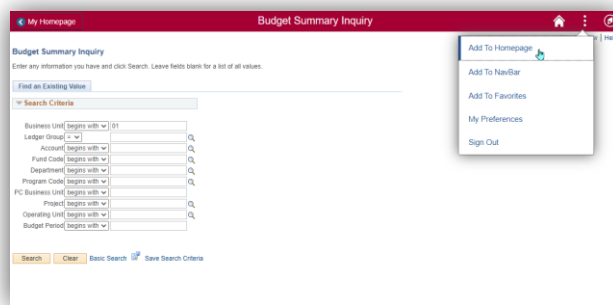 My Homepage
Budget Summary Inquiry
Add To Homepage
Add To NavBar
Add To Favorites
My Preferences
Sign Out
Budget Summary Inquiry
Enter any information you have and click Search. Leave fields blank for a list of all values.
Find an Existing Value
Search Criteria
Business Unit begins with 01
Ledger Group =
Account begins with
Fund Code begins with
Department begins with
Program Code begins with
PC Business Unit begins with
Project begins with
Operating Unit begins with
Budget Period begins with
Search Clear Basic Search Save Search Criteria